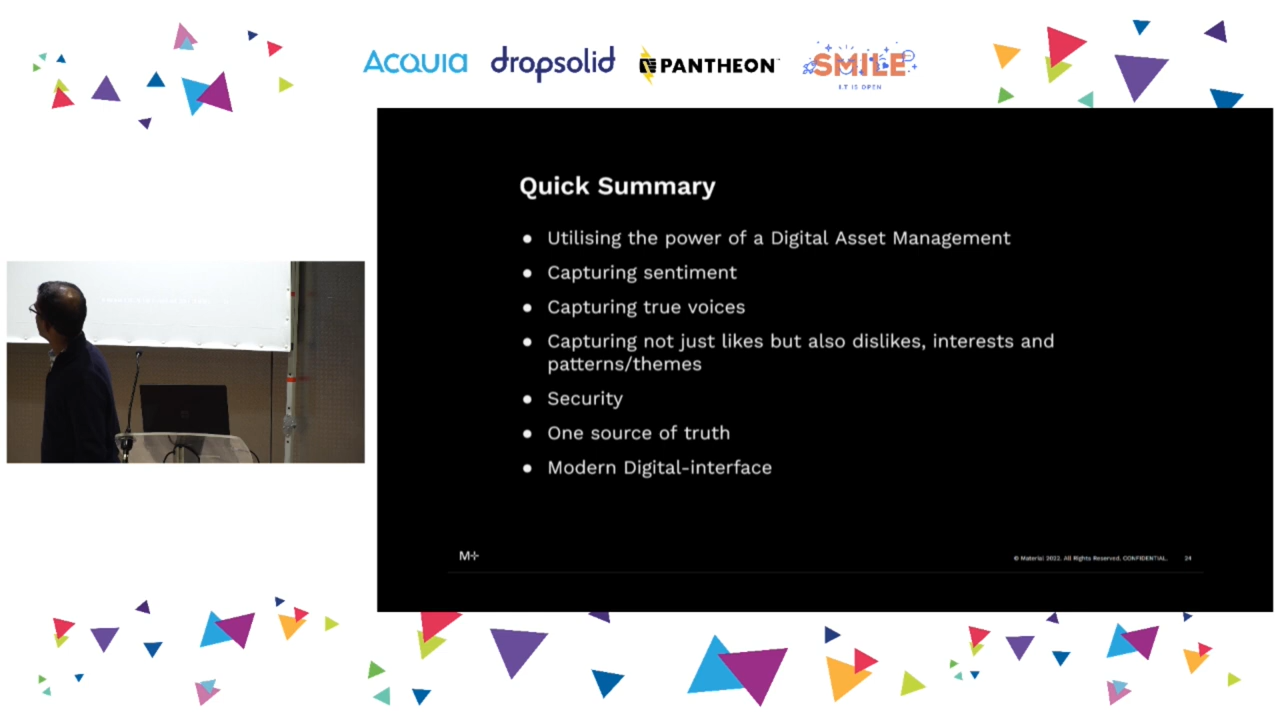 ACQUIA dropsolid PANTHEON SMILE
I.T IS OPEN
Quick Summary
● Utilising the power of a Digital Asset Management
● Capturing sentiment
● Capturing true voices
● Capturing not just likes but also dislikes, interests and
patterns/themes
● Security
● One source of truth
● Modern Digital-interface
M+ © Material 2022. All Rights Reserved, CONFIDENTIAL. 24